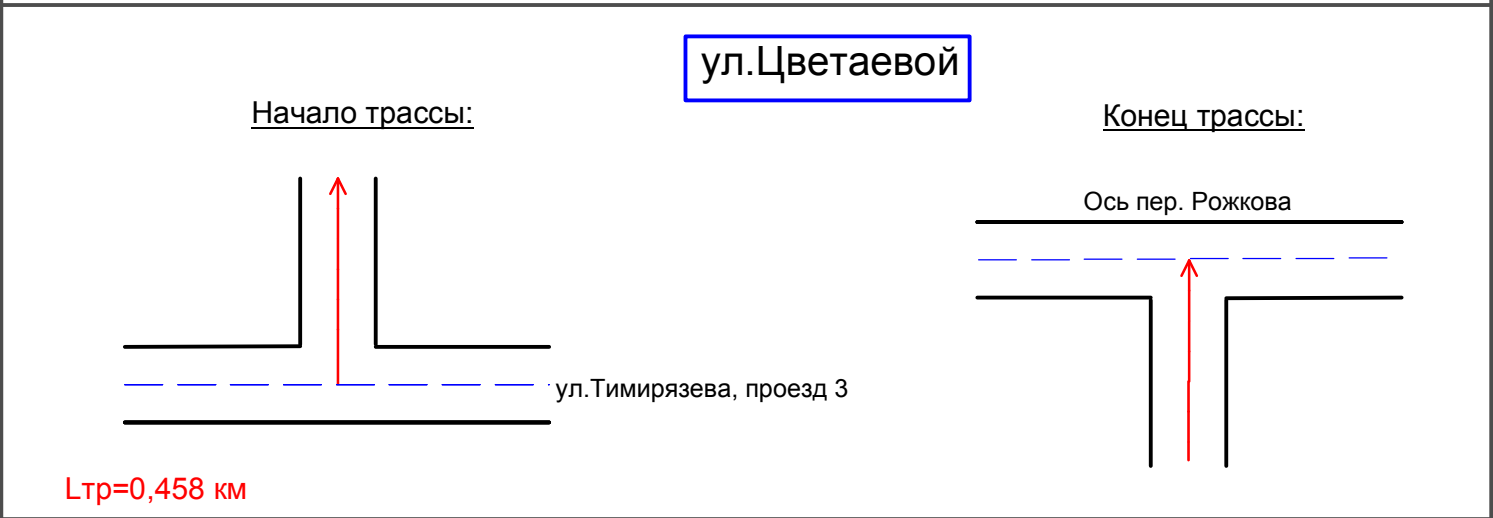 ул.Цветаевой
Начало трассы:
Конец трассы:
Ось пер. Рожкова
ул.Тимирязева, проезд 3
Lтр=0,458 км